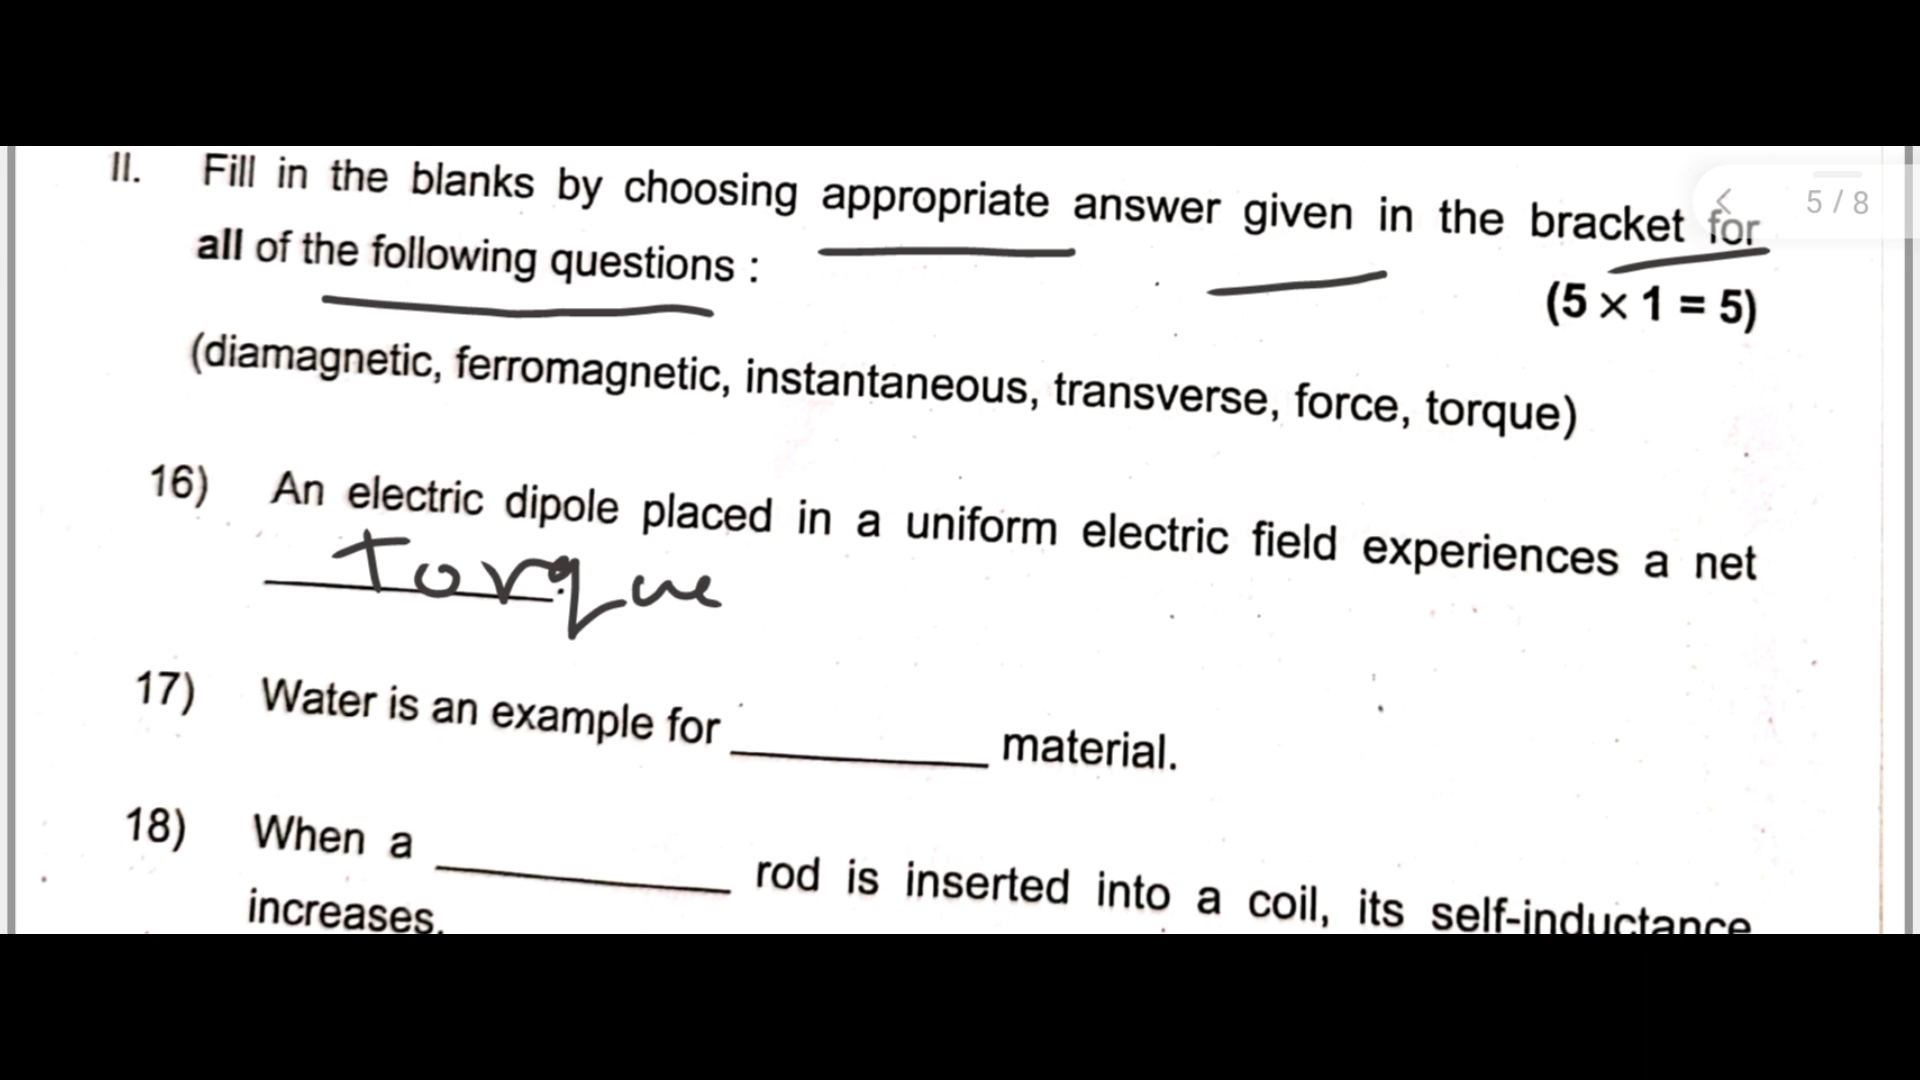 II. Fill in the blanks by choosing appropriate answer given in the bracket for
all of the following questions :
(5 × 1 = 5)
(diamagnetic, ferromagnetic, instantaneous, transverse, force, torque)
16) An electric dipole placed in a uniform electric field experiences a net
Torque
17) Water is an example for ________ material.
18) When a ________ rod is inserted into a coil, its self-inductance
increases.
5 / 8